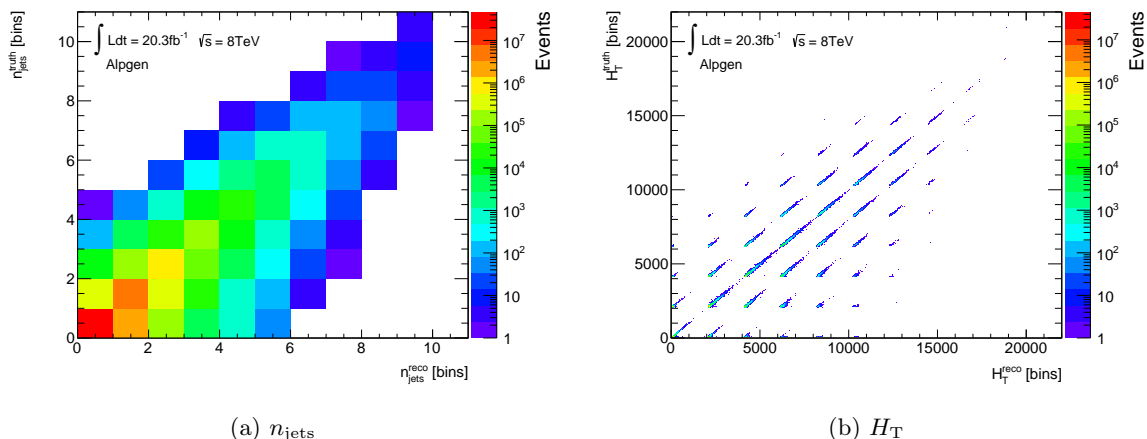 ∫ Ldt = 20.3fb⁻¹ √s = 8TeV
Alpgen
n_jets^truth [bins]
10
8
6
4
2
0
0 2 4 6 8 10
n_jets^reco [bins]
Events
10⁷
10⁶
10⁵
10⁴
10³
10²
10
1
(a) n_jets
∫ Ldt = 20.3fb⁻¹ √s = 8TeV
Alpgen
H_T^truth [bins]
20000
15000
10000
5000
0
0 5000 10000 15000 20000
H_T^reco [bins]
Events
10⁷
10⁶
10⁵
10⁴
10³
10²
10
1
(b) H_T